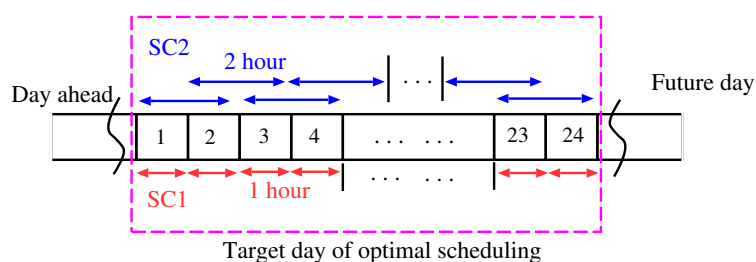 SC2
2 hour
...
Day ahead
Future day
1 2 3 4 ... ... 23 24
... ...
SC1
1 hour
Target day of optimal scheduling